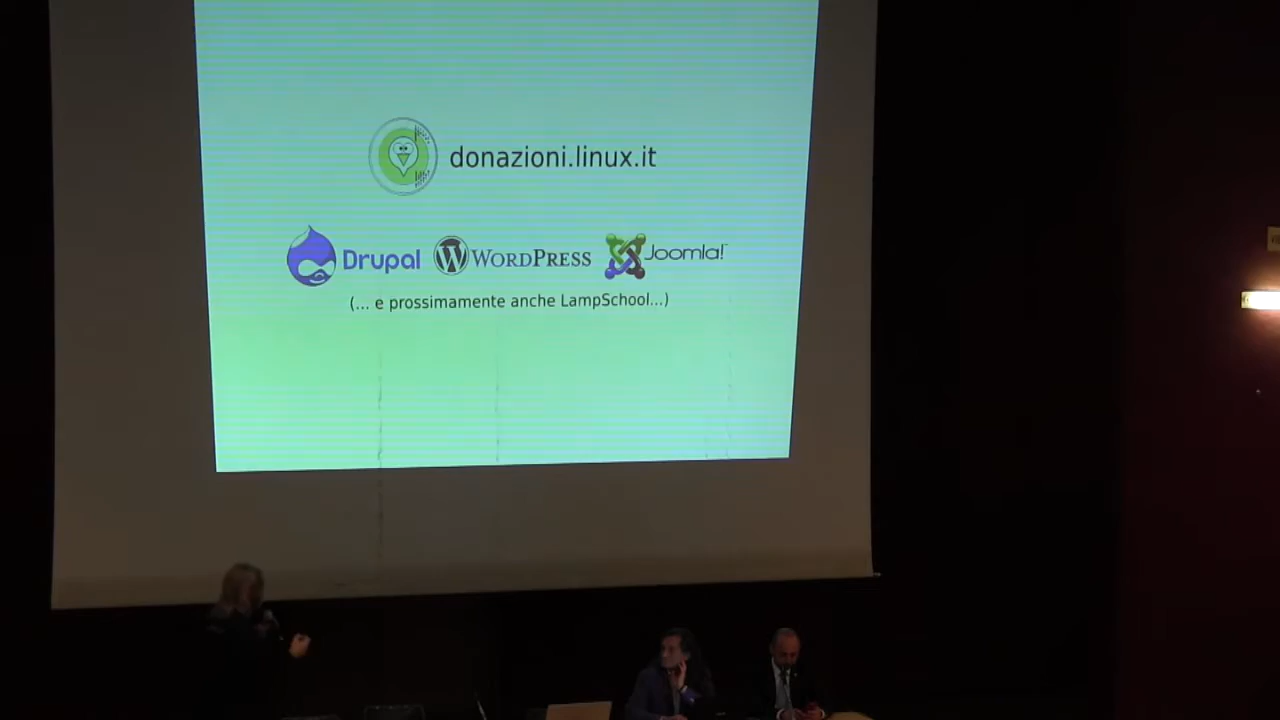 donazioni.linux.it
Drupal WORDPRESS Joomla!
(... e prossimamente anche LampSchool...)